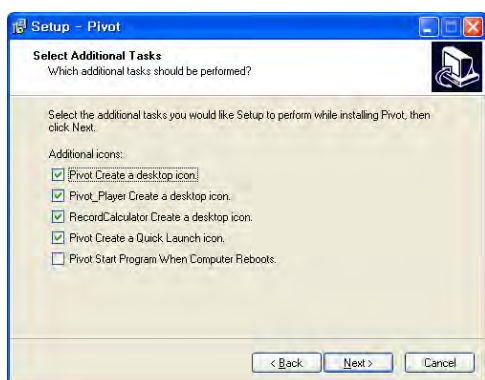 Setup - Pivot
Select Additional Tasks
Which additional tasks should be performed?
Select the additional tasks you would like Setup to perform while installing Pivot, then
click Next.
Additional icons:
Pivot Create a desktop icon.
Pivot_Player Create a desktop icon.
RecordCalculator Create a desktop icon.
Pivot Create a Quick Launch icon.
Pivot Start Program When Computer Reboots.
< Back Next > Cancel